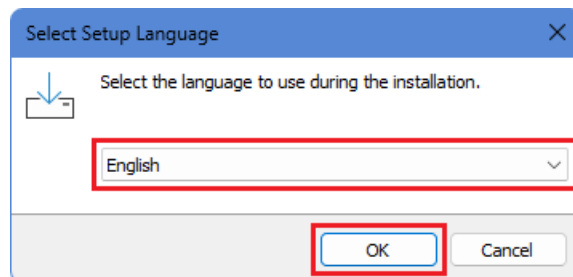 Select Setup Language
Select the language to use during the installation.
English
OK
Cancel